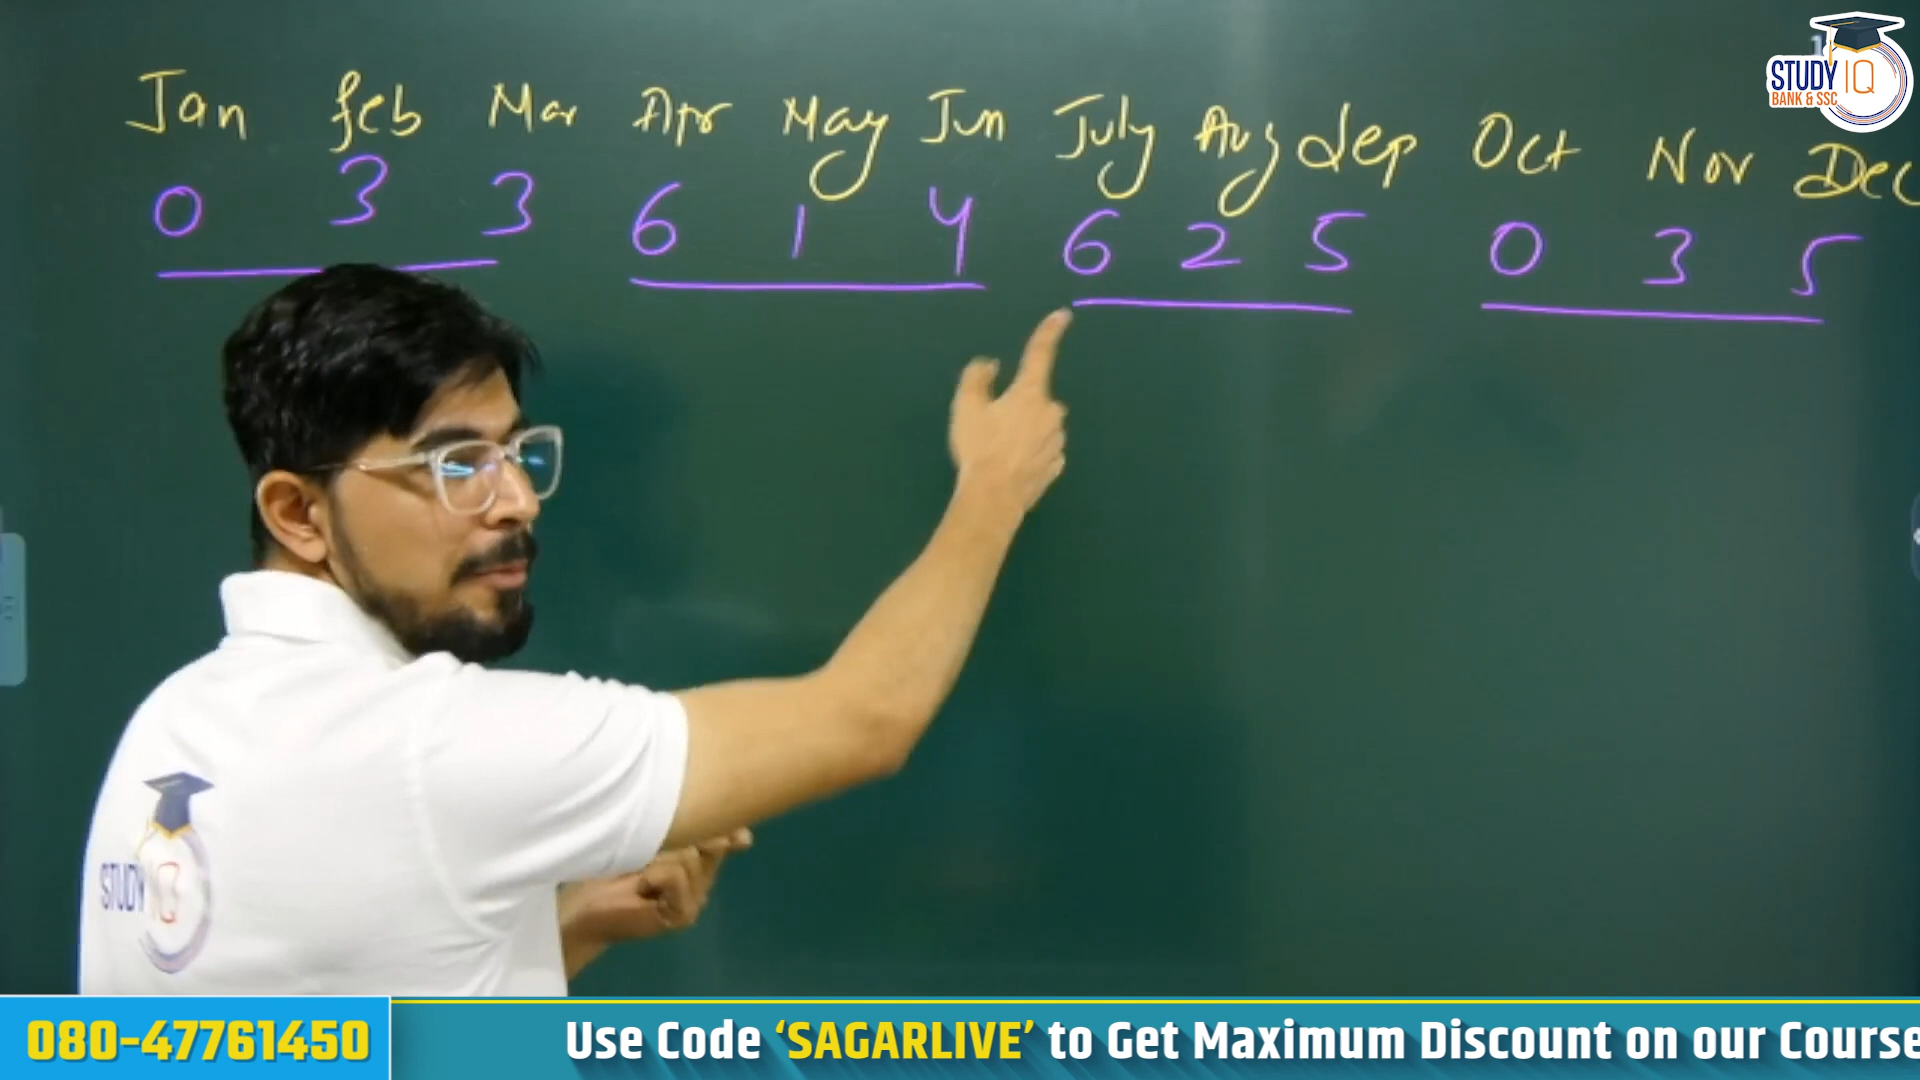 STUDY IQ
BANK & SSC
Jan feb Mar Apr May Jun July Aug Sep Oct Nov Dec
0 3 3 6 1 4 6 2 5 0 3 5
STUDY IQ
080-47761450
Use Code ‘SAGARLIVE’ to Get Maximum Discount on our Course